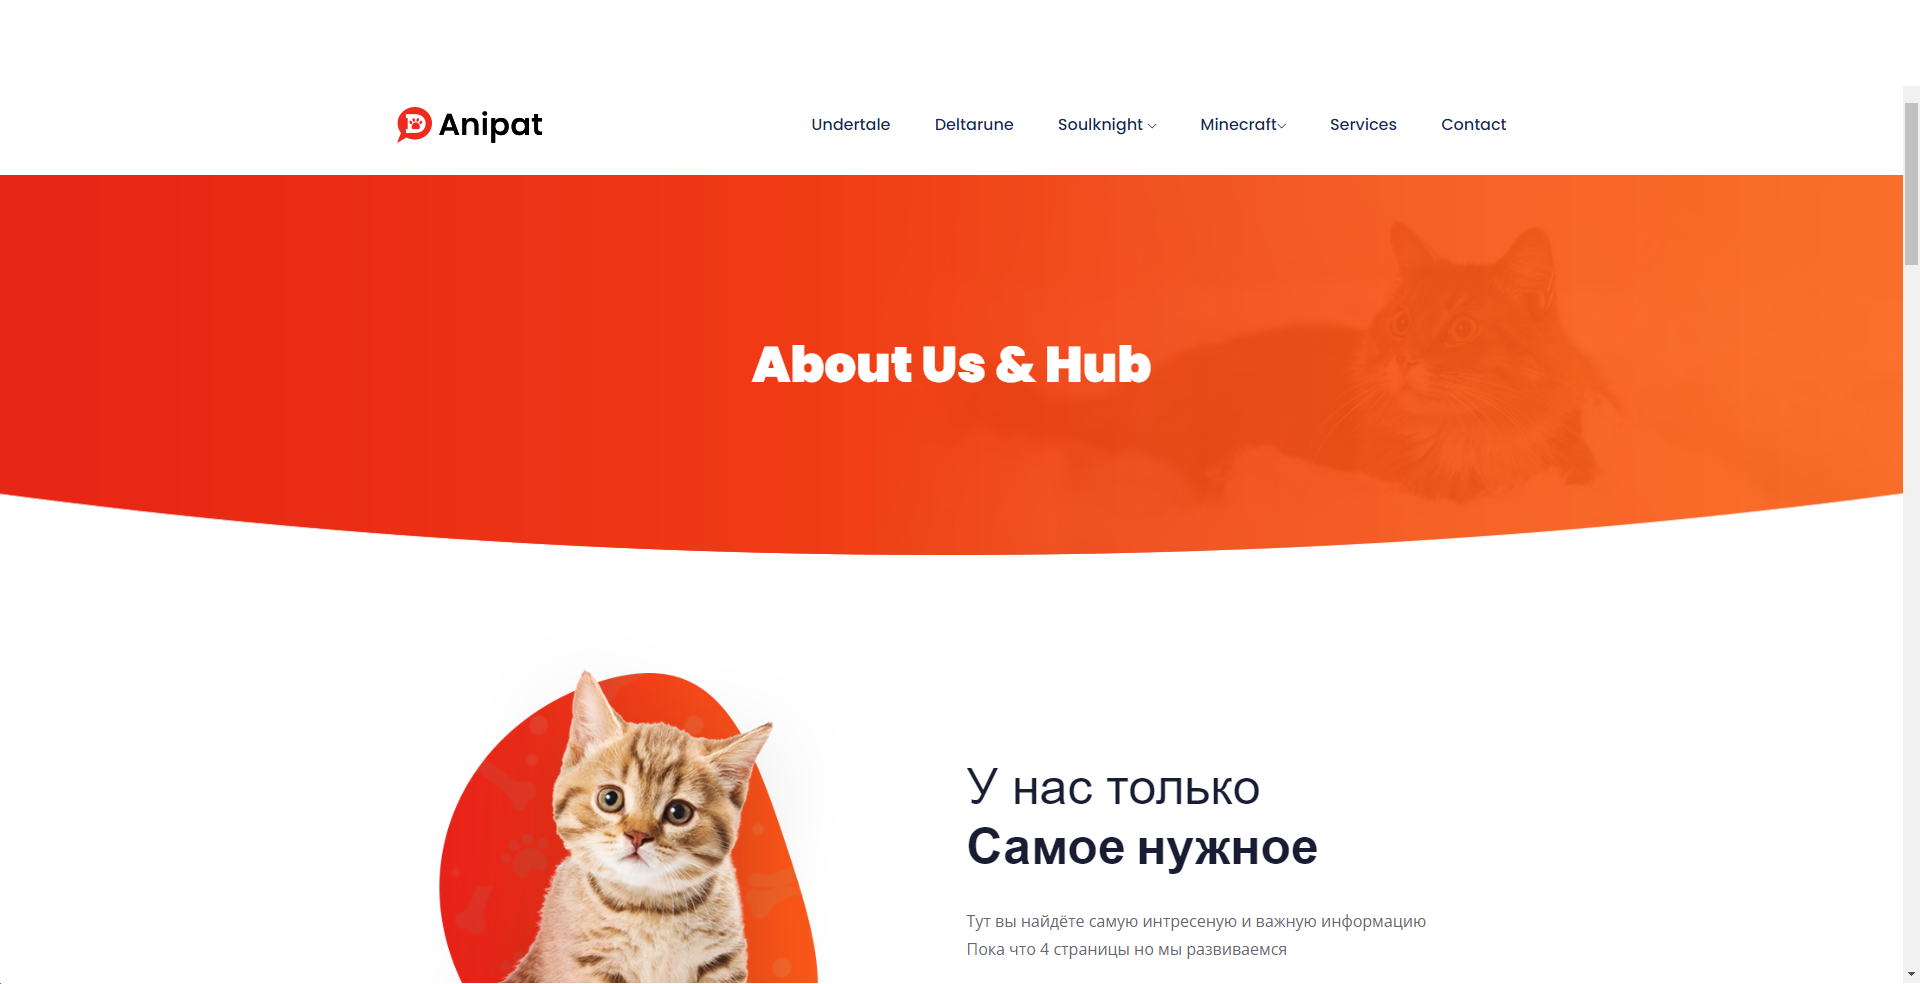 Anipat
Undertale Deltarune Soulknight Minecraft Services Contact
About Us & Hub
У нас только
Самое нужное
Тут вы найдёте самую интресеную и важную информацию
Пока что 4 страницы но мы развиваемся